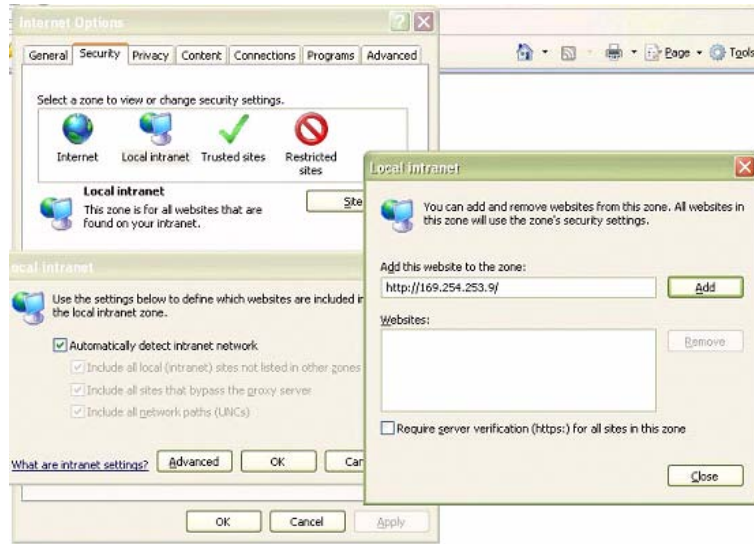 Internet Options
General Security Privacy Content Connections Programs Advanced
Page Tools
Select a zone to view or change security settings.
Internet Local intranet Trusted sites Restricted sites
Local intranet
This zone is for all websites that are
found on your intranet.
Site
Local intranet
Use the settings below to define which websites are included in
the local intranet zone.
Automatically detect intranet network
Include all local (intranet) sites not listed in other zones
Include all sites that bypass the proxy server
Include all network paths (UNCs)
What are intranet settings? Advanced OK Can
OK Cancel Apply
Local intranet
You can add and remove websites from this zone. All websites in
this zone will use the zone's security settings.
Add this website to the zone:
http://169.254.253.9/ Add
Websites:
Remove
Require server verification (https:) for all sites in this zone
Close